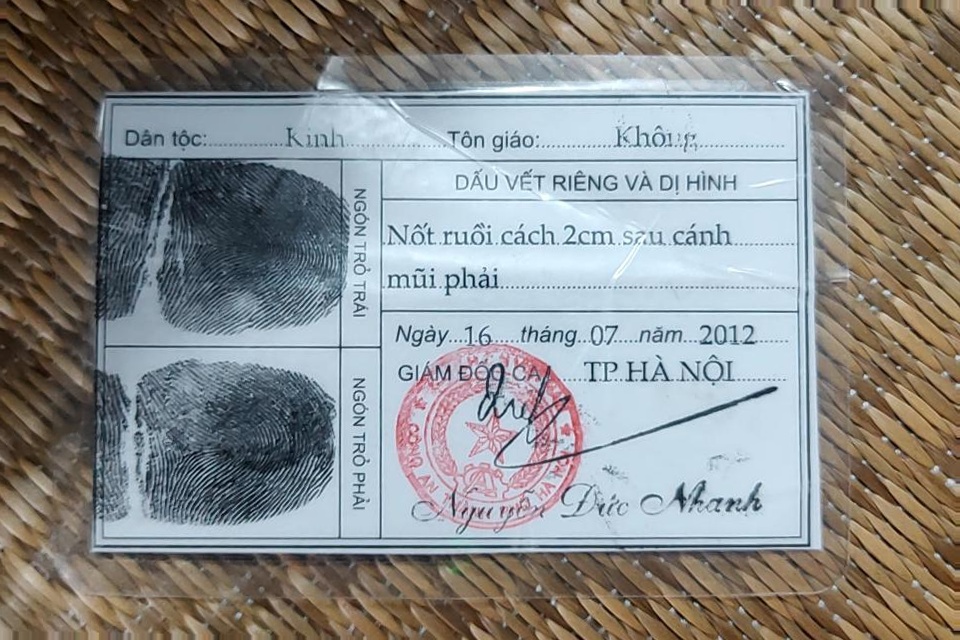 Dân tộc: Kinh Tôn giáo: Không
NGÓN TRỎ TRÁI
DẤU VẾT RIÊNG VÀ DỊ HÌNH
Nốt ruồi cách 2cm sau cánh
mũi phải
NGÓN TRỎ PHẢI
Ngày 16 tháng 07 năm 2012
GIÁM ĐỐC CA TP HÀ NỘI
Nguyễn Đức Nhanh